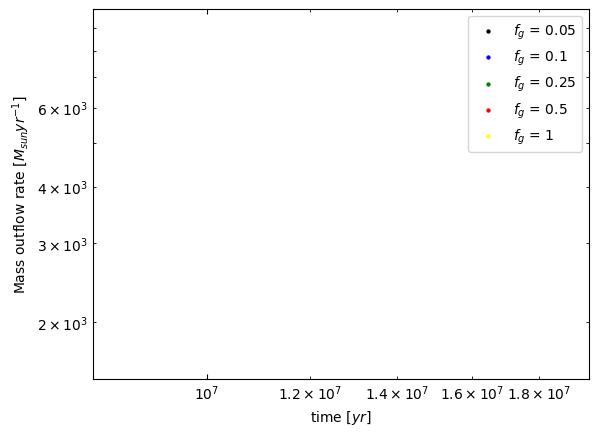 f_g = 0.05
f_g = 0.1
f_g = 0.25
f_g = 0.5
f_g = 1
Mass outflow rate [M_{sun}yr^{-1}]
6 × 10^3
4 × 10^3
3 × 10^3
2 × 10^3
10^7
1.2 × 10^7
1.4 × 10^7
1.6 × 10^7
1.8 × 10^7
time [yr]